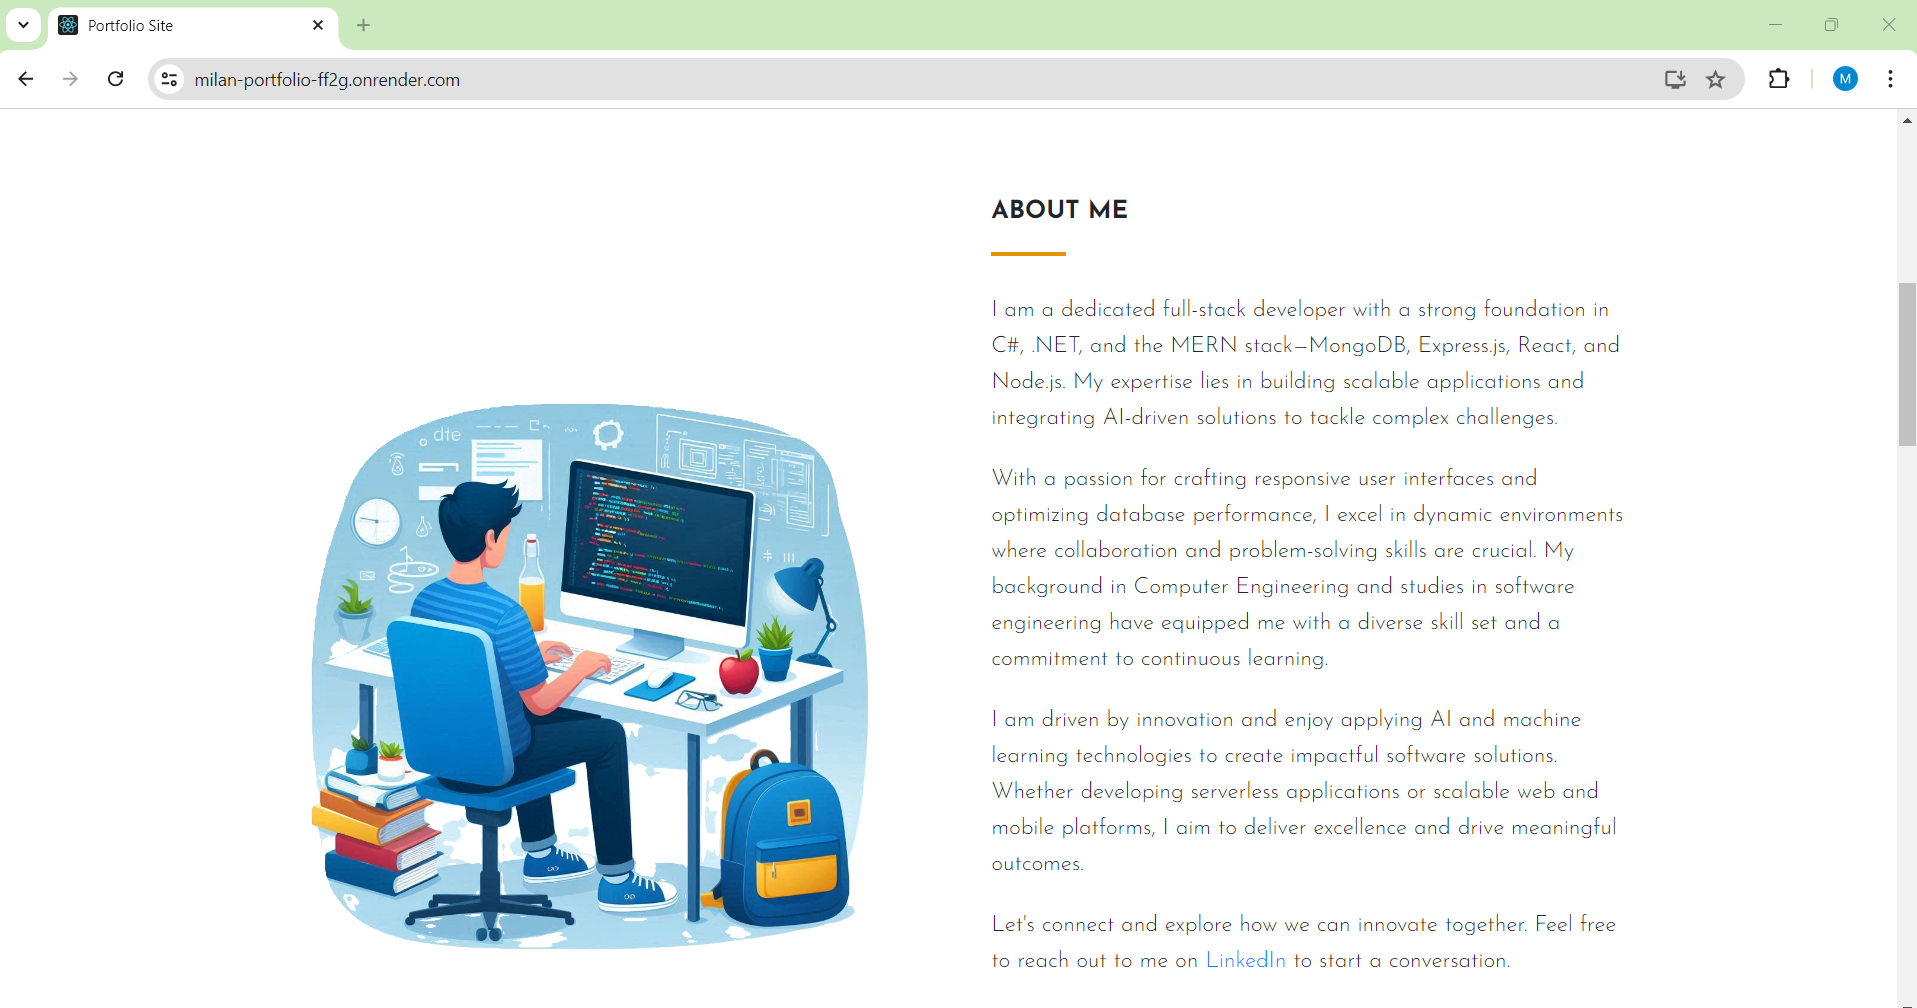 Portfolio Site
milan-portfolio-ff2g.onrender.com
M
ABOUT ME
I am a dedicated full-stack developer with a strong foundation in
C#, .NET, and the MERN stack—MongoDB, Express.js, React, and
Node.js. My expertise lies in building scalable applications and
integrating AI-driven solutions to tackle complex challenges.
With a passion for crafting responsive user interfaces and
optimizing database performance, I excel in dynamic environments
where collaboration and problem-solving skills are crucial. My
background in Computer Engineering and studies in software
engineering have equipped me with a diverse skill set and a
commitment to continuous learning.
I am driven by innovation and enjoy applying AI and machine
learning technologies to create impactful software solutions.
Whether developing serverless applications or scalable web and
mobile platforms, I aim to deliver excellence and drive meaningful
outcomes.
Let's connect and explore how we can innovate together. Feel free
to reach out to me on LinkedIn to start a conversation.
dte